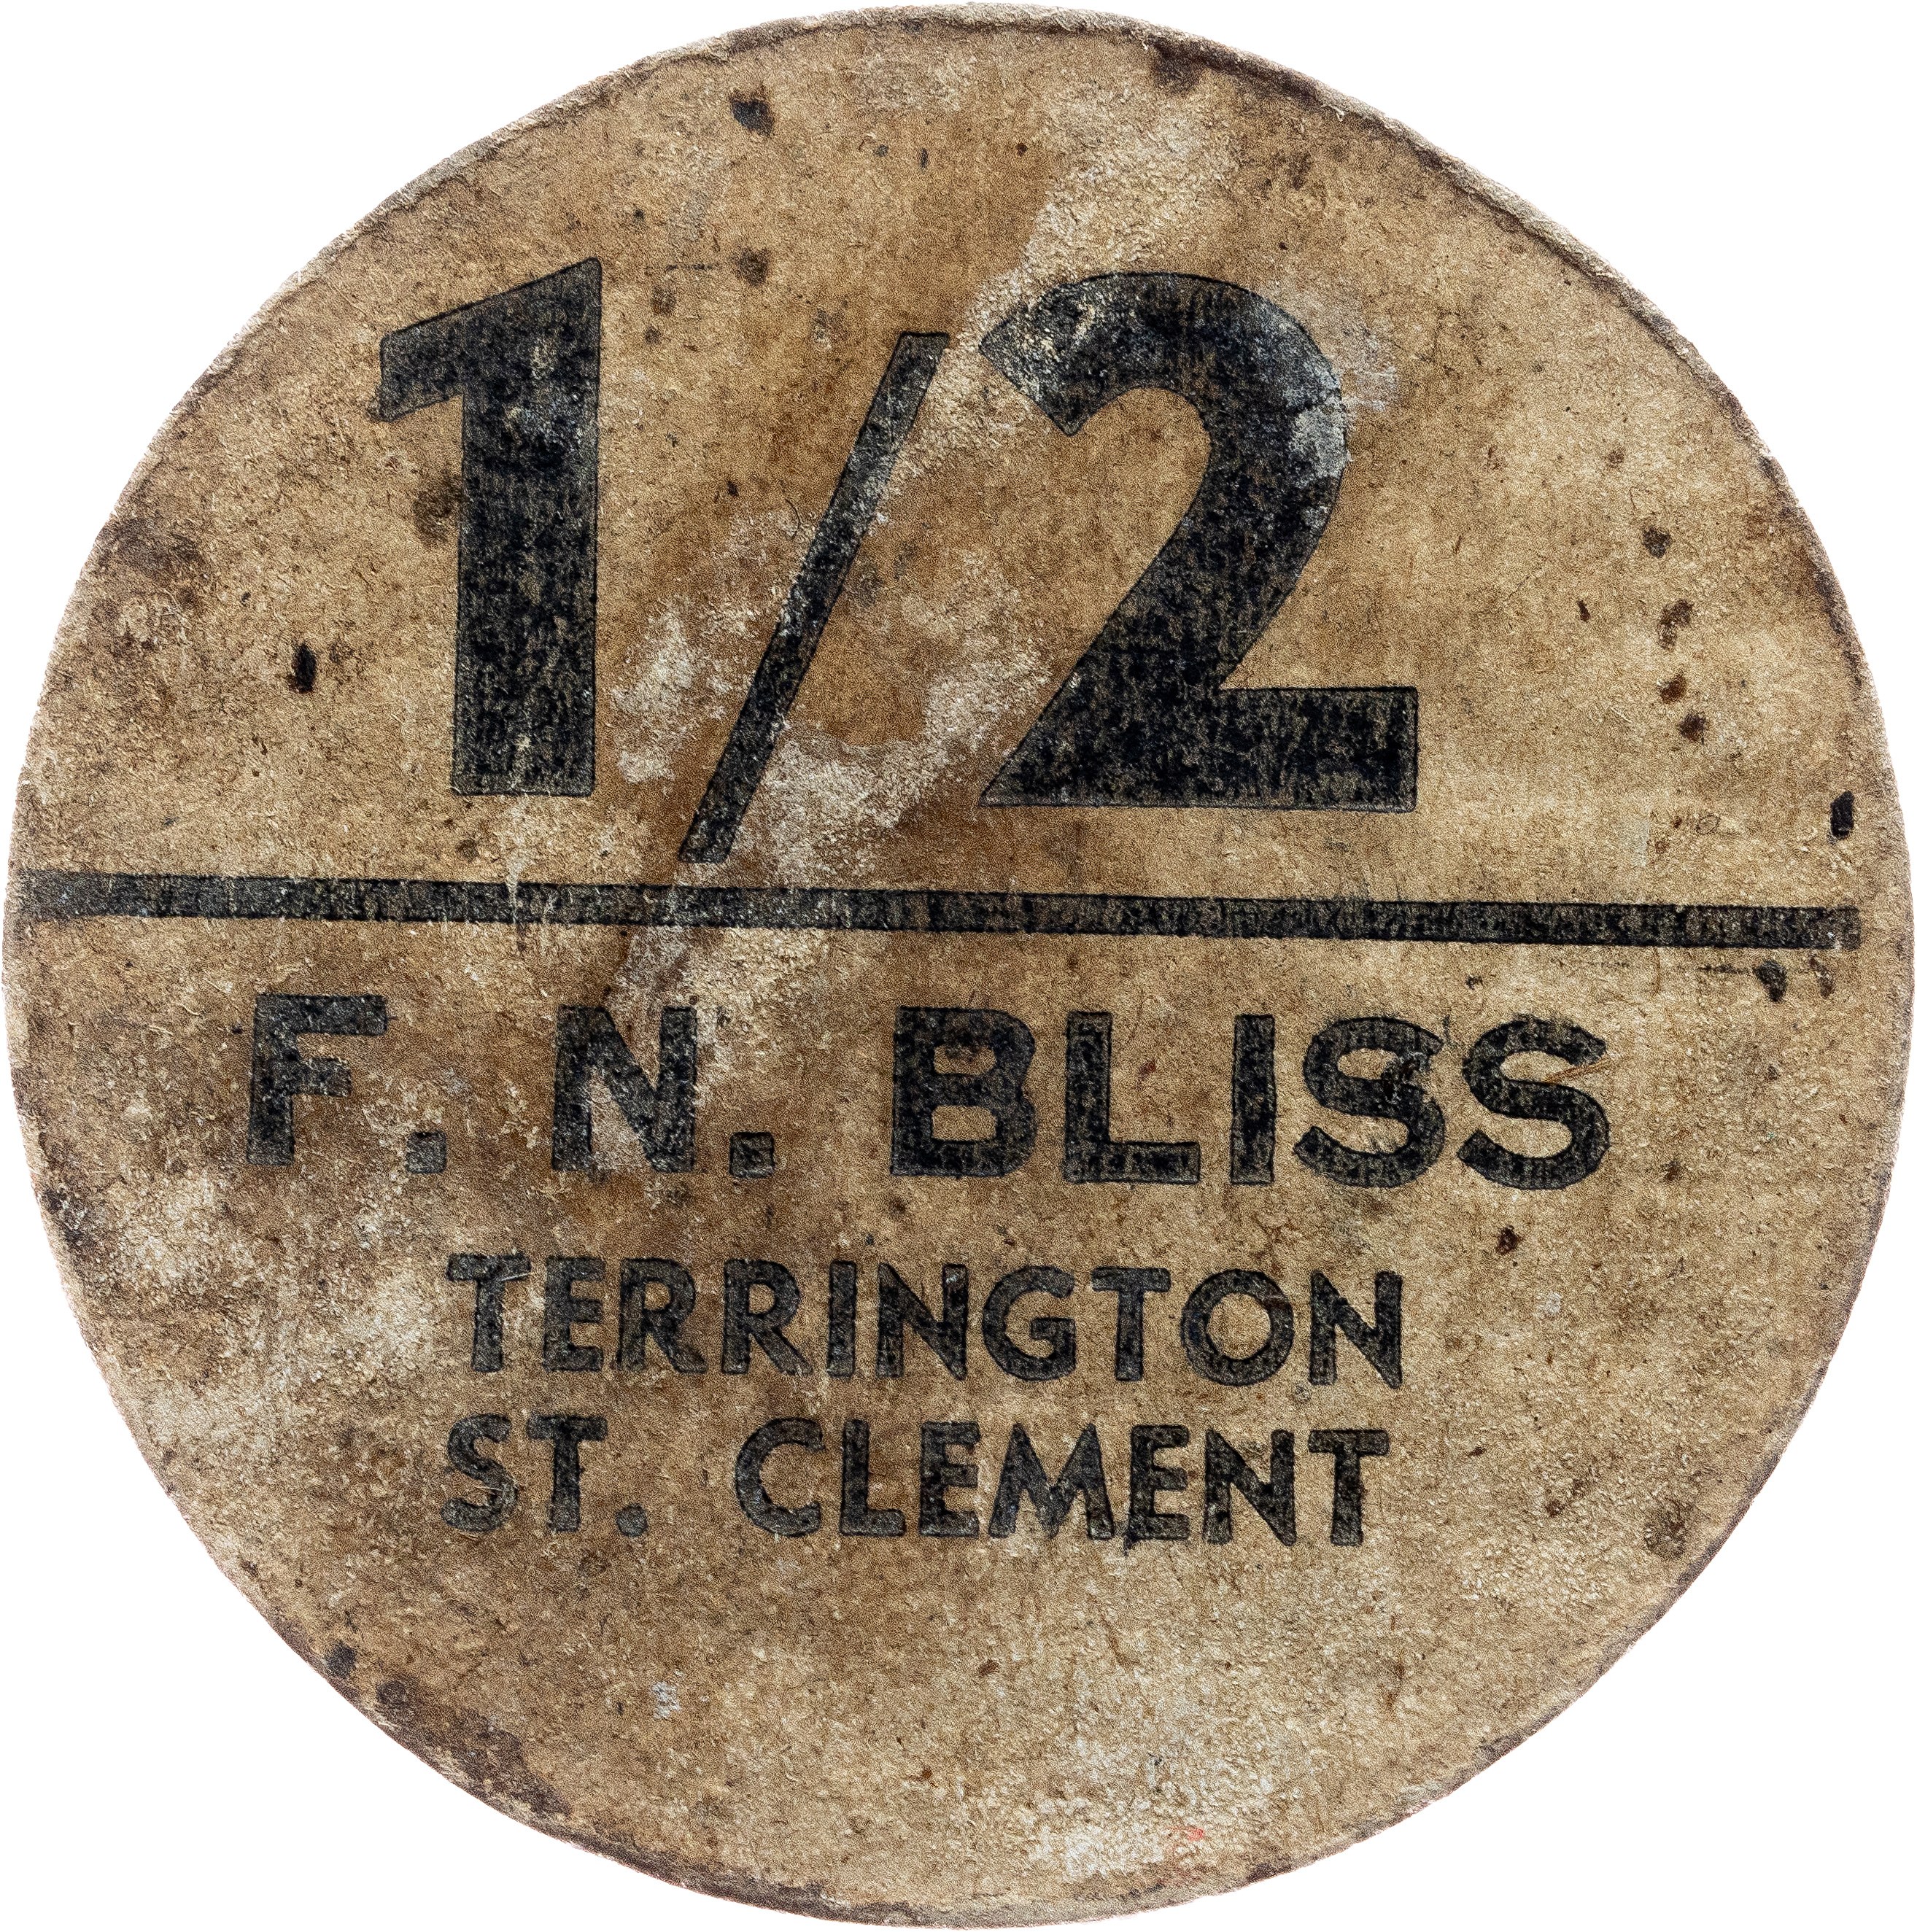 1/2
F. N. BLISS
TERRINGTON
ST. CLEMENT